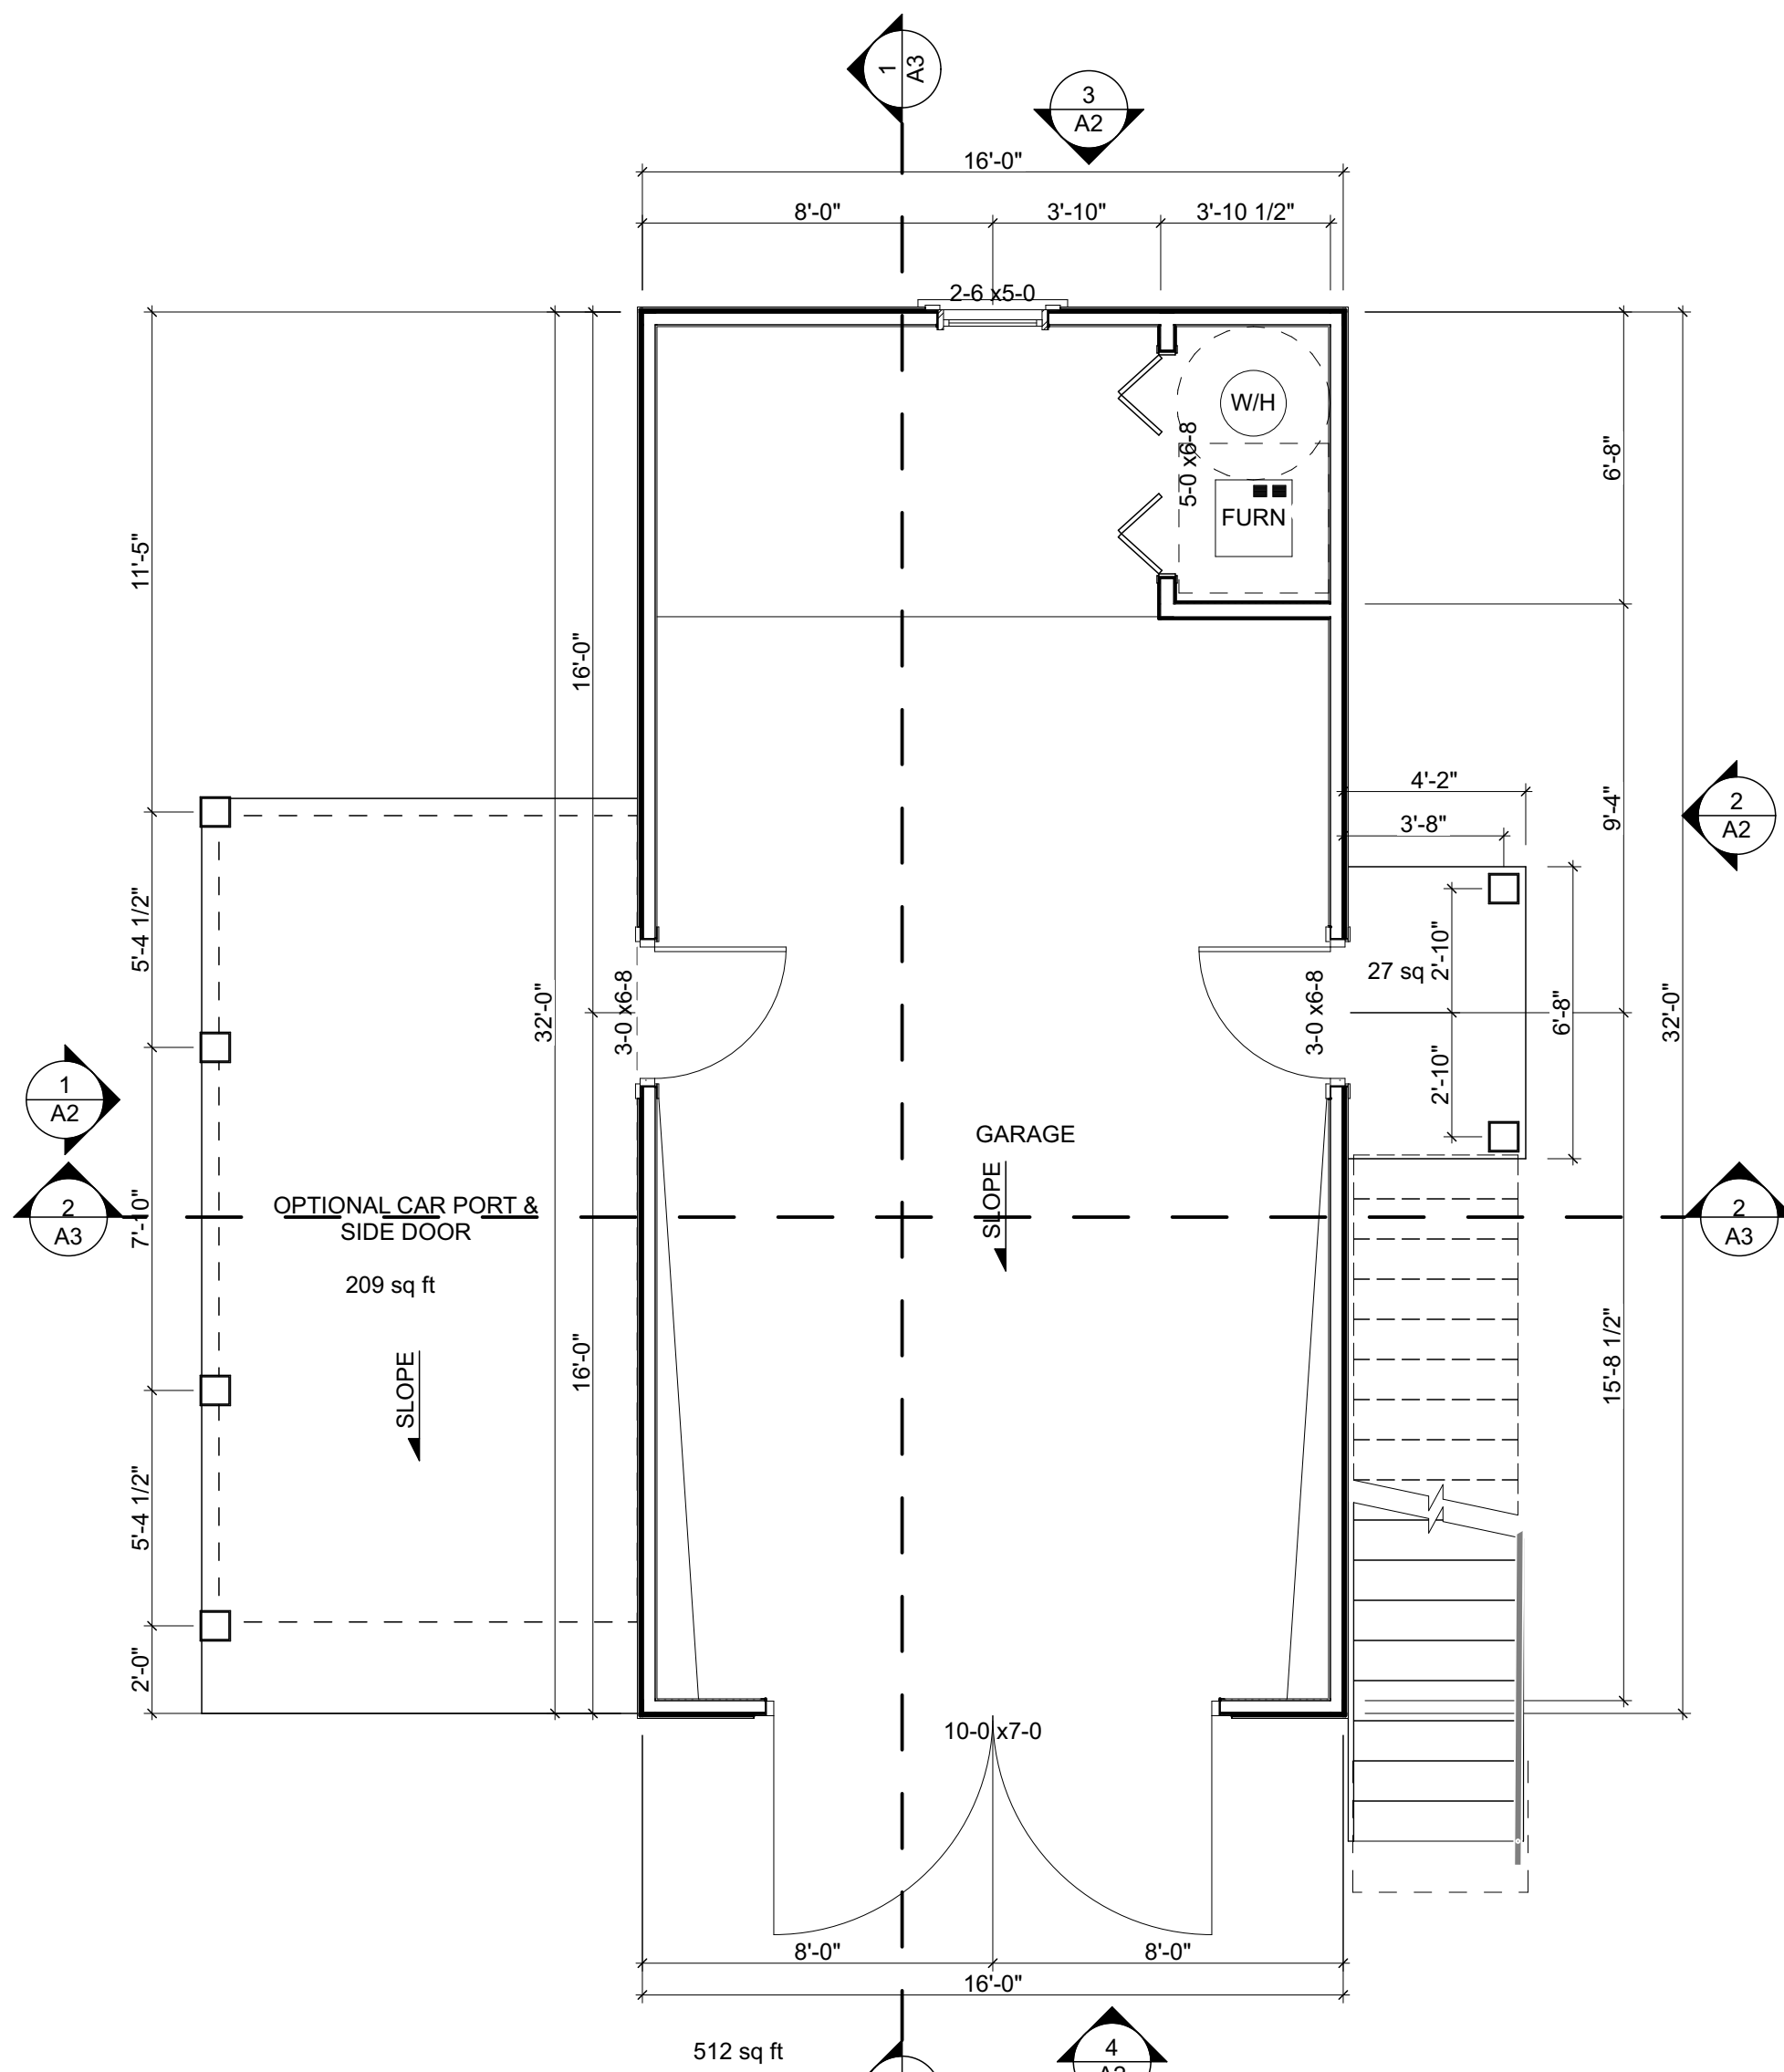 1
A3
3
A2
16'-0"
8'-0"
3'-10"
3'-10 1/2"
2-6 x5-0
W/H
5-0 x6-8
FURN
6'-8"
11'-5"
16'-0"
4'-2"
3'-8"
9'-4"
2
A2
5'-4 1/2"
32'-0"
3-0 x6-8
3-0 x6-8
27 sq
2'-10"
6'-8"
32'-0"
2'-10"
1
A2
GARAGE
SLOPE
2
A3
7'-10"
OPTIONAL CAR PORT &
SIDE DOOR
2
A3
209 sq ft
SLOPE
16'-0"
15'-8 1/2"
5'-4 1/2"
2'-0"
10-0 x7-0
8'-0"
8'-0"
16'-0"
512 sq ft
4